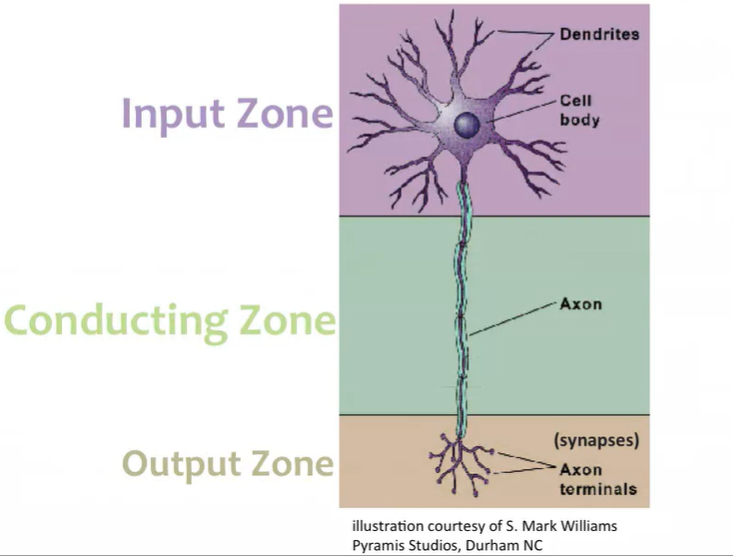 Dendrites
Input Zone
Cell
body
Conducting Zone
Axon
Output Zone
(synapses)
Axon
terminals
illustration courtesy of S. Mark Williams
Pyramis Studios, Durham NC